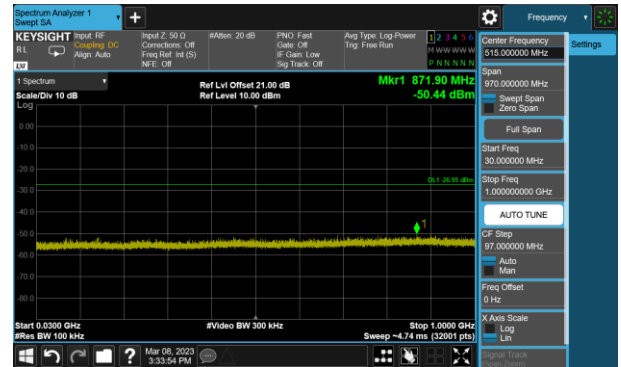 Spectrum Analyzer 1
Swept SA
Frequency
KEYSIGHT
RL
Input: RF
Coupling: DC
Align: Auto
Input Z: 50 Ω
Corrections: Off
Freq Ref: Int (S)
NFE: Off
#Atten: 20 dB
PNO: Fast
Gate: Off
IF Gain: Low
Sig Track: Off
Avg Type: Log-Power
Trig: Free Run
1 2 3 4 5 6
M W W W W W
P N N N N N
1 Spectrum
Scale/Div 10 dB
Log
Ref Lvl Offset 21.00 dB
Ref Level 10.00 dBm
Mkr1 871.90 MHz
-50.44 dBm
0.00
-10.0
-20.0
DL1 -26.95 dBm
-30.0
-40.0
1
-50.0
-60.0
-70.0
-80.0
Start 0.0300 GHz
#Res BW 100 kHz
#Video BW 300 kHz
Stop 1.0000 GHz
Sweep ~4.74 ms (32001 pts)
?
Mar 08, 2023
3:33:54 PM
Center Frequency
515.000000 MHz
Settings
Span
970.000000 MHz
Swept Span
Zero Span
Full Span
Start Freq
30.000000 MHz
Stop Freq
1.000000000 GHz
AUTO TUNE
CF Step
97.000000 MHz
Auto
Man
Freq Offset
0 Hz
X Axis Scale
Log
Lin
Signal Track
(Span Zoom)